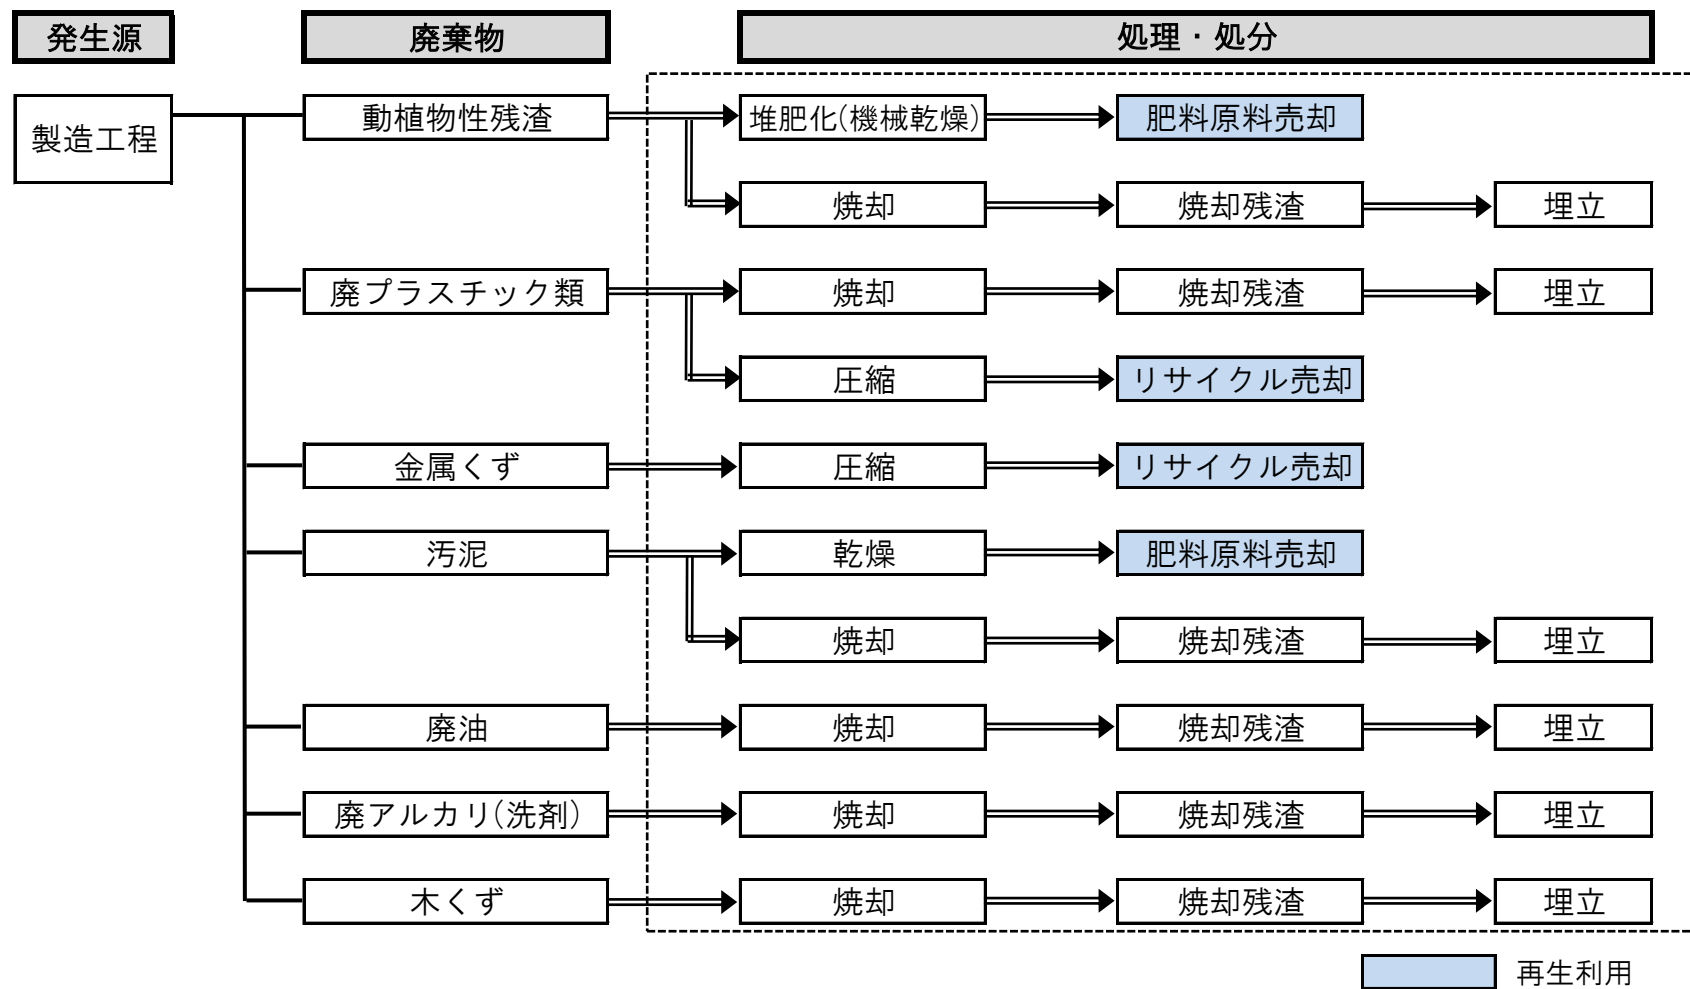 発生源
廃棄物
処理・処分
製造工程
動植物性残渣
堆肥化(機械乾燥)
肥料原料売却
焼却
焼却残渣
埋立
廃プラスチック類
焼却
焼却残渣
埋立
圧縮
リサイクル売却
金属くず
圧縮
リサイクル売却
汚泥
乾燥
肥料原料売却
焼却
焼却残渣
埋立
廃油
焼却
焼却残渣
埋立
廃アルカリ(洗剤)
焼却
焼却残渣
埋立
木くず
焼却
焼却残渣
埋立
再生利用